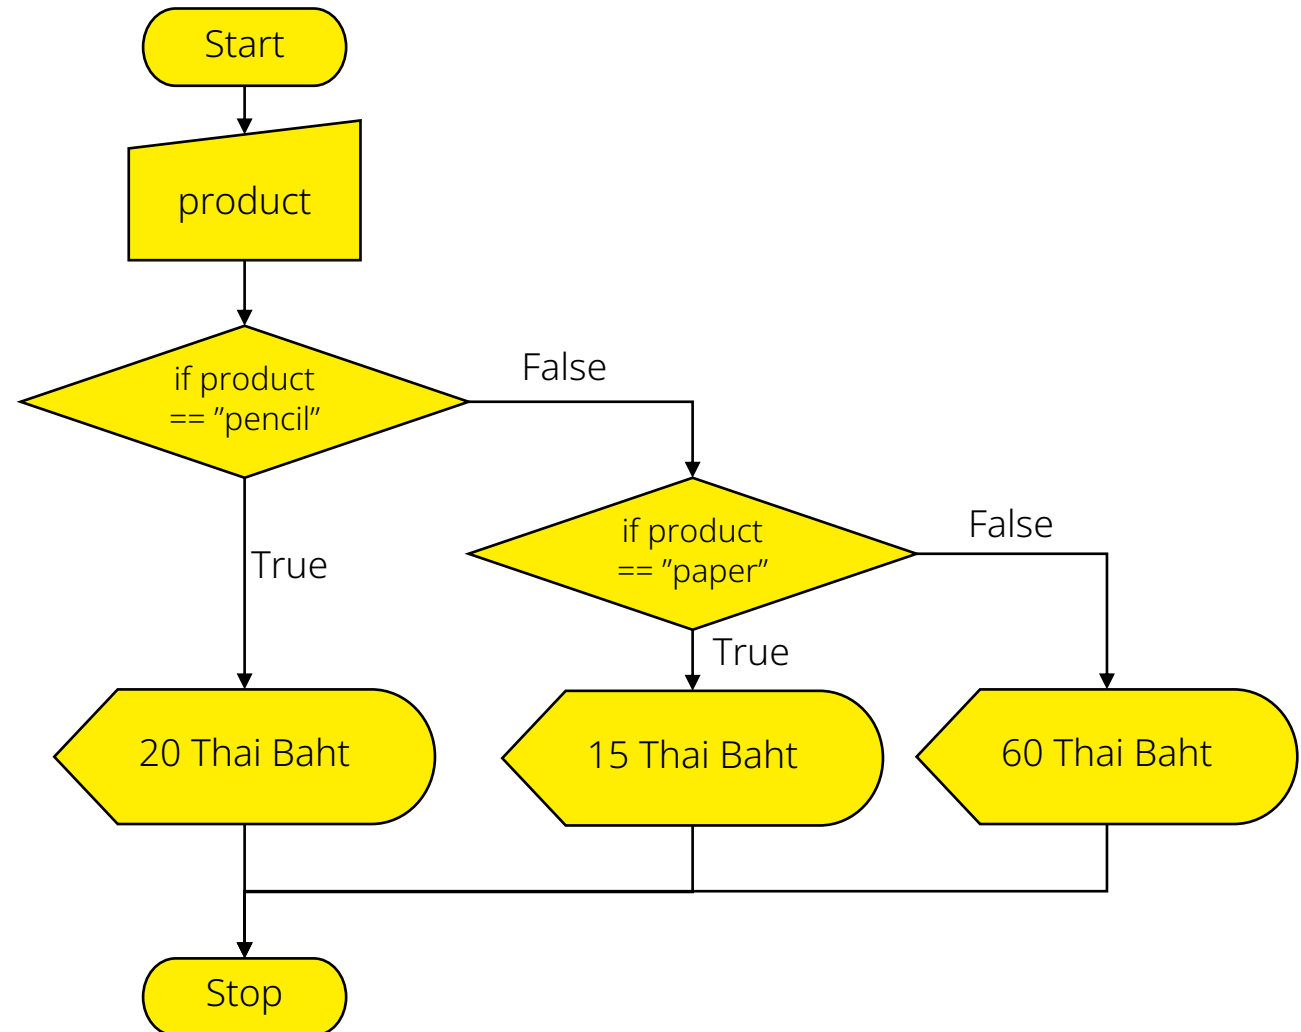 Start
product
if product
== ”pencil”
False
True
if product
== ”paper”
False
True
20 Thai Baht
15 Thai Baht
60 Thai Baht
Stop